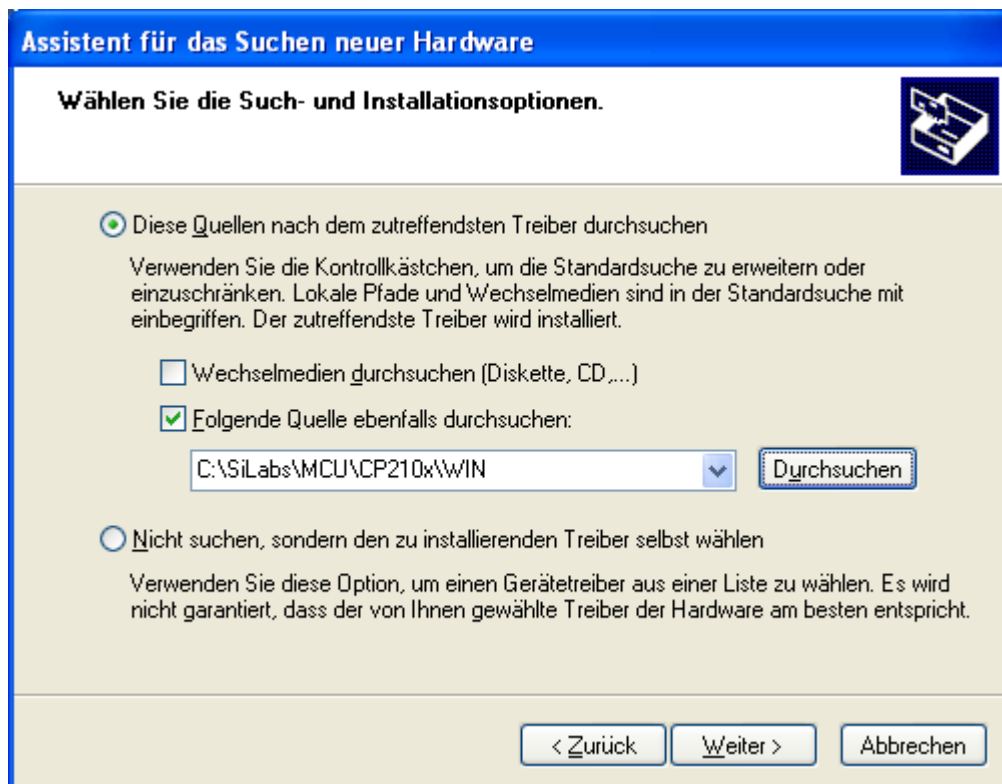 Assistent für das Suchen neuer Hardware
Wählen Sie die Such- und Installationsoptionen.
Diese Quellen nach dem zutreffendsten Treiber durchsuchen
Verwenden Sie die Kontrollkästchen, um die Standardsuche zu erweitern oder
einzuschränken. Lokale Pfade und Wechselmedien sind in der Standardsuche mit
einbegriffen. Der zutreffendste Treiber wird installiert.
Wechselmedien durchsuchen (Diskette, CD,...)
Folgende Quelle ebenfalls durchsuchen:
C:\SiLabs\MCU\CP210x\WIN Durchsuchen
Nicht suchen, sondern den zu installierenden Treiber selbst wählen
Verwenden Sie diese Option, um einen Gerätetreiber aus einer Liste zu wählen. Es wird
nicht garantiert, dass der von Ihnen gewählte Treiber der Hardware am besten entspricht.
< Zurück Weiter > Abbrechen